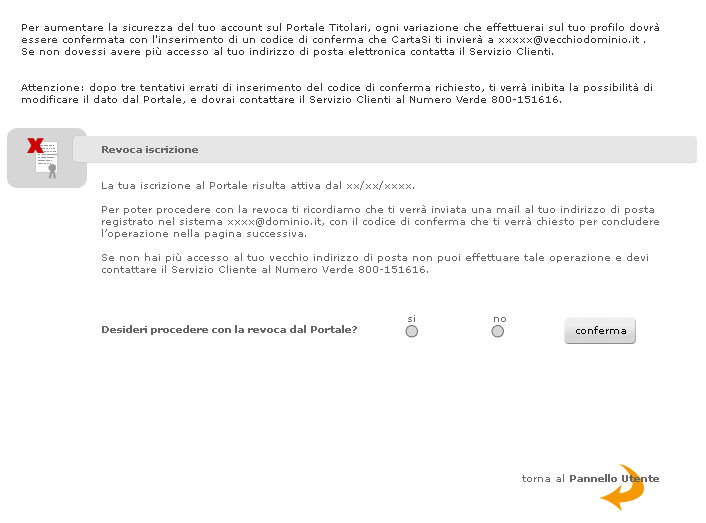 Per aumentare la sicurezza del tuo account sul Portale Titolari, ogni variazione che effettuerai sul tuo profilo dovrà
essere confermata con l'inserimento di un codice di conferma che CartaSi ti invierà a xxxxx@vecchiodominio.it .
Se non dovessi avere più accesso al tuo indirizzo di posta elettronica contatta il Servizio Clienti.
Attenzione: dopo tre tentativi errati di inserimento del codice di conferma richiesto, ti verrà inibita la possibilità di
modificare il dato dal Portale, e dovrai contattare il Servizio Clienti al Numero Verde 800-151616.
Revoca iscrizione
La tua iscrizione al Portale risulta attiva dal xx/xx/xxxx.
Per poter procedere con la revoca ti ricordiamo che ti verrà inviata una mail al tuo indirizzo di posta
registrato nel sistema xxxx@dominio.it, con il codice di conferma che ti verrà chiesto per concludere
l'operazione nella pagina successiva.
Se non hai più accesso al tuo vecchio indirizzo di posta non puoi effettuare tale operazione e devi
contattare il Servizio Cliente al Numero Verde 800-151616.
si no
Desideri procedere con la revoca dal Portale? conferma
torna al Pannello Utente